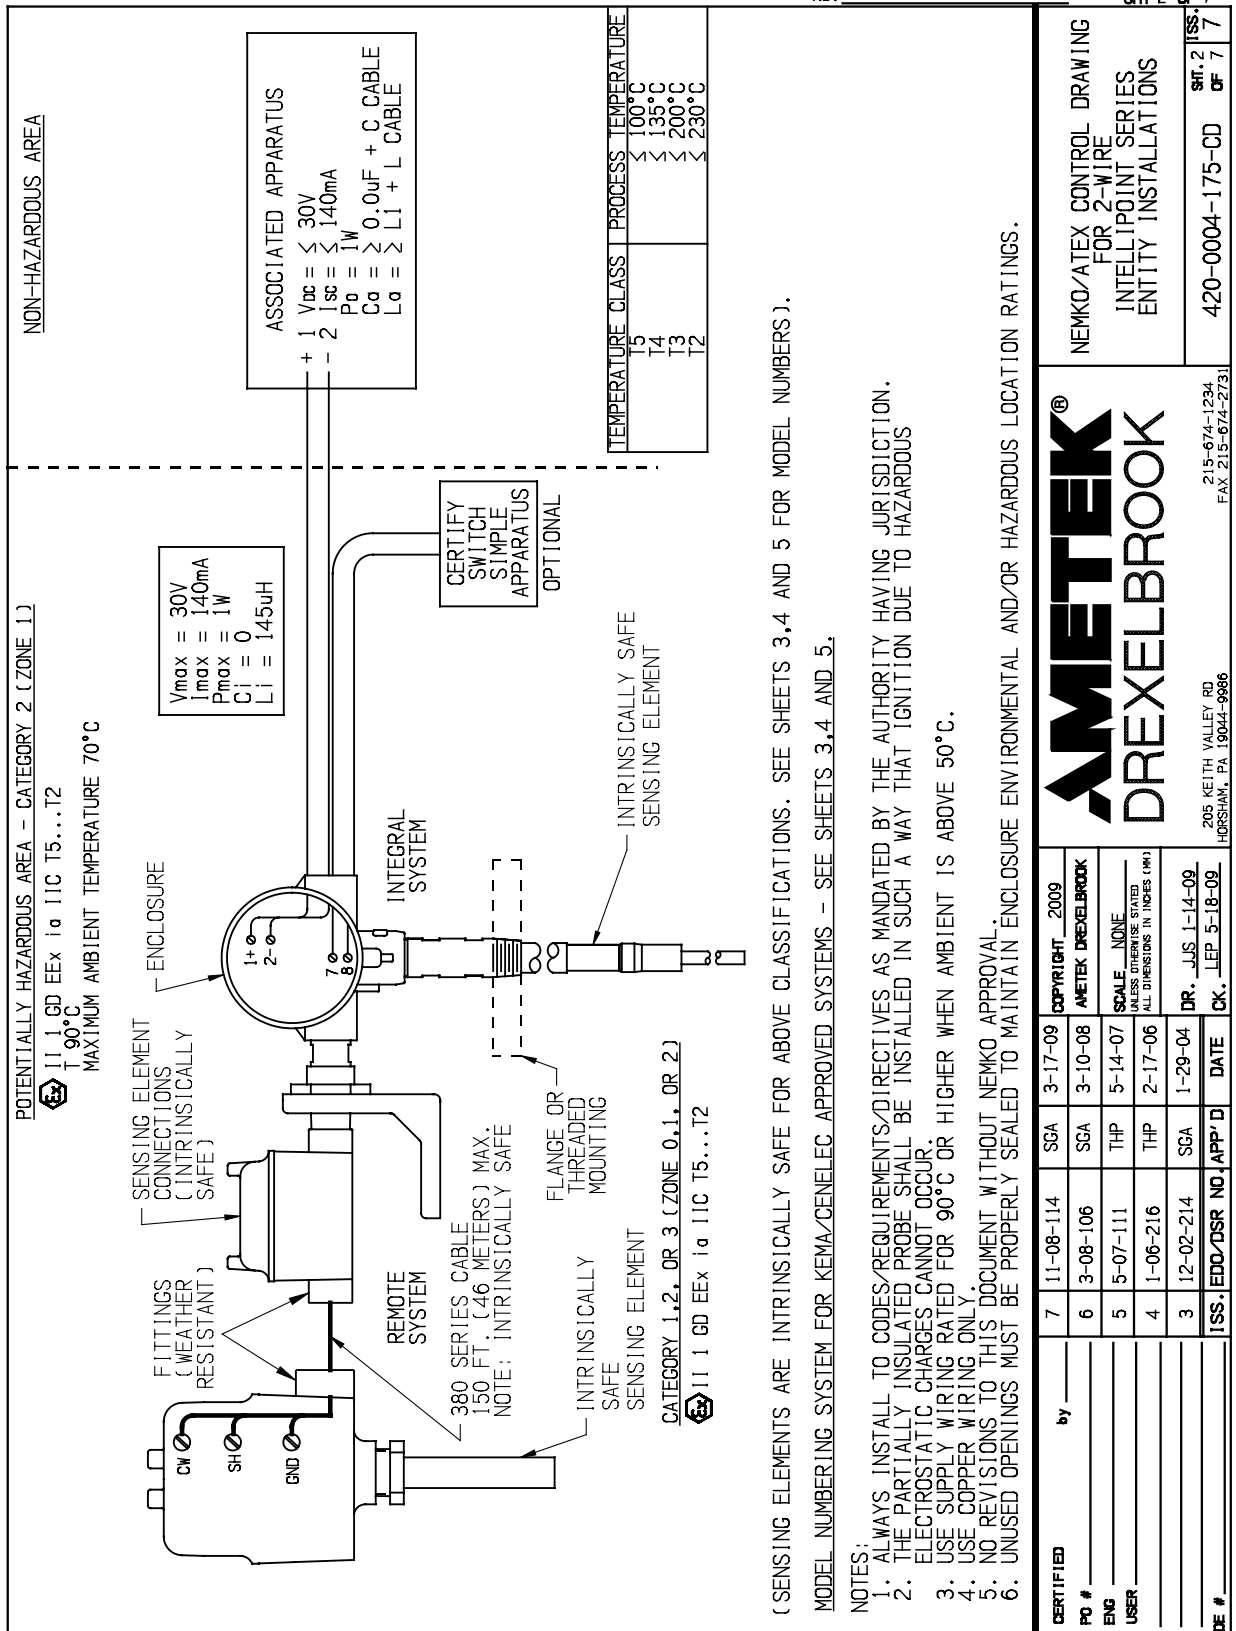 NON-HAZARDOUS AREA
ASSOCIATED APPARATUS
+ 1 VDC = ≤ 30V
- 2 Isc = ≤ 140mA
Po = 1W
Ca = ≥ 0.0uF + C CABLE
La = ≥ Li + L CABLE
TEMPERATURE CLASS PROCESS TEMPERATURE
T5 ≤ 100°C
T4 ≤ 135°C
T3 ≤ 200°C
T2 ≤ 230°C
POTENTIALLY HAZARDOUS AREA - CATEGORY 2 (ZONE 1)
Ex II 1 GD EEx ia IIC T5...T2
T 90°C
MAXIMUM AMBIENT TEMPERATURE 70°C
Vmax = 30V
Imax = 140mA
Pmax = 1W
Ci = 0
Li = 145uH
CERTIFY
SWITCH
SIMPLE
APPARATUS
OPTIONAL
ENCLOSURE
1+
2-
7
8
INTEGRAL
SYSTEM
INTRINSICALLY SAFE
SENSING ELEMENT
SENSING ELEMENT
CONNECTIONS
(INTRINSICALLY
SAFE)
FITTINGS
(WEATHER
RESISTANT)
CW
SH
GND
REMOTE
SYSTEM
380 SERIES CABLE
150 FT. (46 METERS) MAX.
NOTE: INTRINSICALLY SAFE
FLANGE OR
THREADED
MOUNTING
INTRINSICALLY
SAFE
SENSING ELEMENT
CATEGORY 1,2, OR 3 (ZONE 0,1, OR 2)
Ex II 1 GD EEx ia IIC T5...T2
(SENSING ELEMENTS ARE INTRINSICALLY SAFE FOR ABOVE CLASSIFICATIONS. SEE SHEETS 3,4 AND 5 FOR MODEL NUMBERS).
MODEL NUMBERING SYSTEM FOR KEMA/CENELEC APPROVED SYSTEMS - SEE SHEETS 3,4 AND 5.
NOTES:
1. ALWAYS INSTALL TO CODES/REQUIREMENTS/DIRECTIVES AS MANDATED BY THE AUTHORITY HAVING JURISDICTION.
2. THE PARTIALLY INSULATED PROBE SHALL BE INSTALLED IN SUCH A WAY THAT IGNITION DUE TO HAZARDOUS
ELECTROSTATIC CHARGES CANNOT OCCUR.
3. USE SUPPLY WIRING RATED FOR 90°C OR HIGHER WHEN AMBIENT IS ABOVE 50°C.
4. USE COPPER WIRING ONLY.
5. NO REVISIONS TO THIS DOCUMENT WITHOUT NEMKO APPROVAL.
6. UNUSED OPENINGS MUST BE PROPERLY SEALED TO MAINTAIN ENCLOSURE ENVIRONMENTAL AND/OR HAZARDOUS LOCATION RATINGS.
CERTIFIED by
PO #
ENG
USER
7 11-08-114 SGA 3-17-09
6 3-08-106 SGA 3-10-08
5 5-07-111 THP 5-14-07
4 1-06-216 THP 2-17-06
3 12-02-214 SGA 1-29-04
ISS. EDO/DSR NO. APP'D DATE
COPYRIGHT 2009
AMETEK DREXELBROOK
SCALE NONE
UNLESS OTHERWISE STATED
ALL DIMENSIONS IN INCHES (MM)
DR. JJS 1-14-09
CK. LEP 5-18-09
AMETEK®
DREXELBROOK
205 KEITH VALLEY RD
HORSHAM, PA 19044-9986
215-674-1234
FAX 215-674-2731
NEMKO/ATEX CONTROL DRAWING
FOR 2-WIRE
INTELLIPOINT SERIES
ENTITY INSTALLATIONS
420-0004-175-CD
SHT. 2
OF 7
ISS.
7